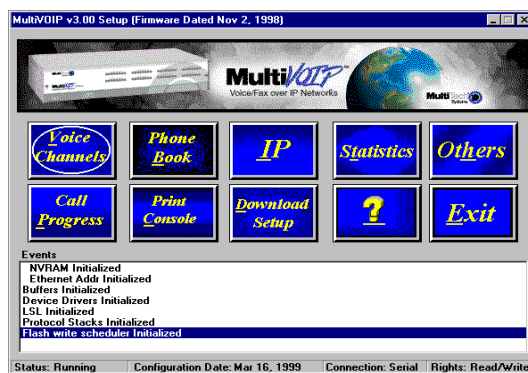 MultiVOIP v3.00 Setup (Firmware Dated Nov 2, 1998)
MultiVOIP™
Voice/Fax over IP Networks
MultiTech
Systems
Voice Channels
Phone Book
IP
Statistics
Others
Call Progress
Print Console
Download Setup
?
Exit
Events
NVRAM Initialized
Ethernet Addr Initialized
Buffers Initialized
Device Drivers Initialized
LSL Initialized
Protocol Stacks Initialized
Flash write scheduler Initialized
Status: Running
Configuration Date: Mar 16, 1999
Connection: Serial
Rights: Read/Write